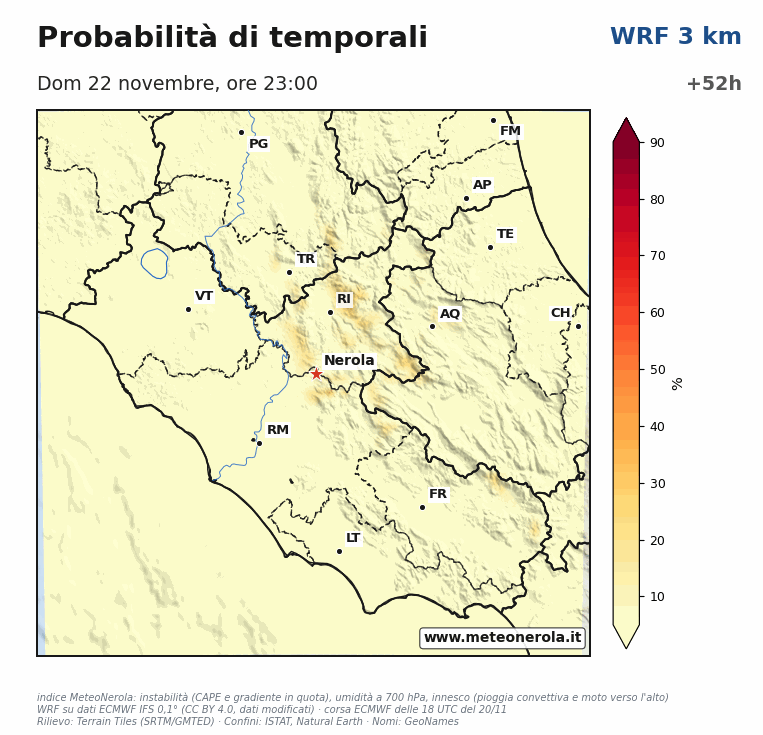 Probabilità di temporali
WRF 3 km
Dom 22 novembre, ore 23:00
+52h
FM
PG
AP
TE
TR
VT
RI
AQ
CH
Nerola
RM
FR
LT
www.meteonerola.it
90
80
70
60
50
40
30
20
10
%
indice MeteoNerola: instabilità (CAPE e gradiente in quota), umidità a 700 hPa, innesco (pioggia convettiva e moto verso l'alto)
WRF su dati ECMWF IFS 0,1° (CC BY 4.0, dati modificati) · corsa ECMWF delle 18 UTC del 20/11
Rilievo: Terrain Tiles (SRTM/GMTED) · Confini: ISTAT, Natural Earth · Nomi: GeoNames